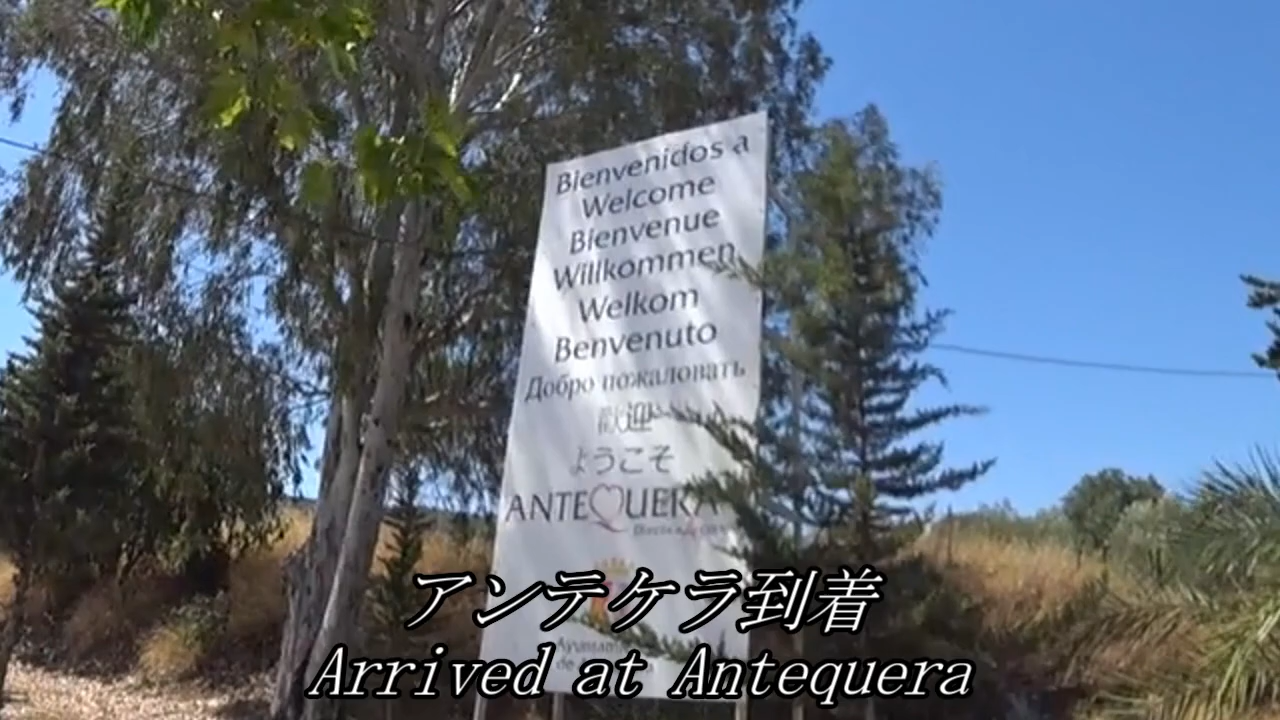 Bienvenidos a
Welcome
Bienvenue
Willkommen
Welkom
Benvenuto
Добро пожаловать
歡迎
ようこそ
ANTEQUERA
アンテケラ到着
Arrived at Antequera